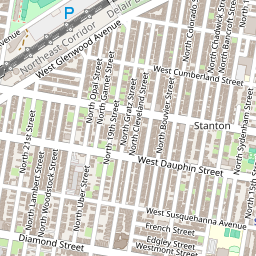 P
Delair B
Northeast Corridor
West Glenwood Avenue
North Colorado S
North Chadwick Stre
North Bancroft Street
West Cumberland Street
North Opal Street
North Garnet Street
North 19th Street
North Gratz Street
North Cleveland Street
North Bouvier Street
Stanton
North Sydenham Street
North 21st Street
West Dauphin Street
North Lambert Street
North Woodstock Street
North Uber Street
North 15th
West Susquehanna Avenue
French Street
Diamond Street
Edgley Street
Westmont Street